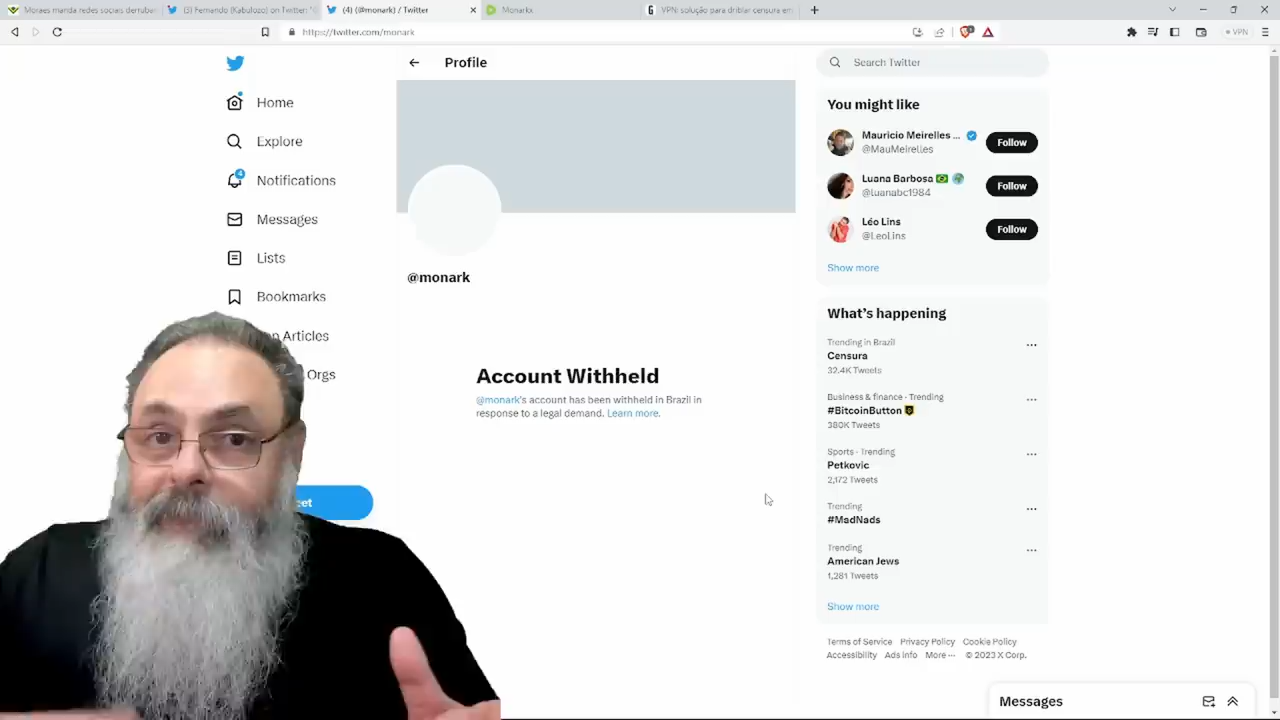 Moraes manda redes sociais derrubar
(3) Fernando (Kabulozo) on Twitter: "
(4) (@monark) / Twitter
Monarkx
VPN: solução para driblar censura em
https://twitter.com/monark
VPN
Home
Explore
4
Notifications
Messages
Lists
Bookmarks
Articles
Orgs
Profile
@monark
Account Withheld
@monark's account has been withheld in Brazil in
response to a legal demand. Learn more.
Search Twitter
You might like
Mauricio Meirelles ...
@MauMeirelles
Follow
Luana Barbosa
@luanabc1984
Follow
Léo Lins
@LeoLins
Follow
Show more
What's happening
Trending in Brazil
Censura
32.4K Tweets
Business & finance · Trending
#BitcoinButton
380K Tweets
Sports · Trending
Petkovic
2,172 Tweets
Trending
#MadNads
Trending
American Jews
1,281 Tweets
Show more
Terms of Service Privacy Policy Cookie Policy
Accessibility Ads info More ··· © 2023 X Corp.
Messages